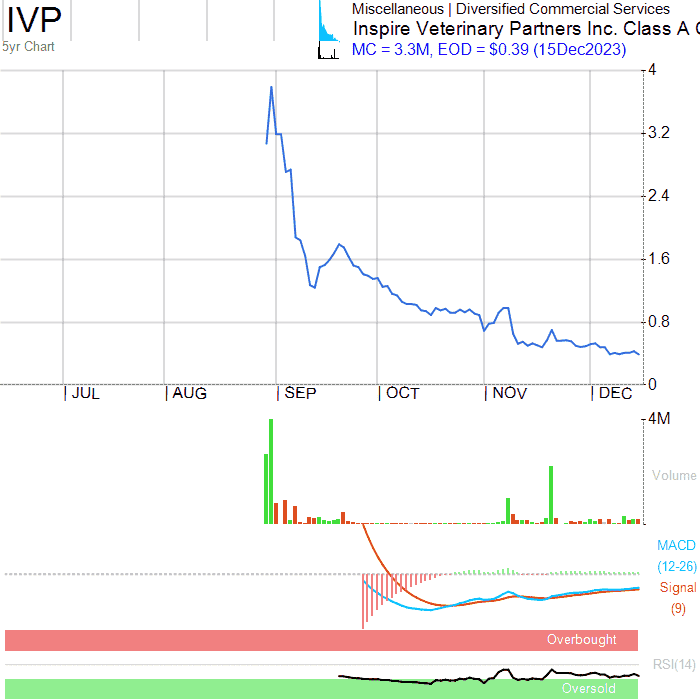 IVP
5yr Chart
Miscellaneous | Diversified Commercial Services
Inspire Veterinary Partners Inc. Class A
MC = 3.3M, EOD = $0.39 (15Dec2023)
4
3.2
2.4
1.6
0.8
0
| JUL | AUG | SEP | OCT | NOV | DEC
4M
Volume
MACD
(12-26)
Signal
(9)
Overbought
RSI(14)
Oversold